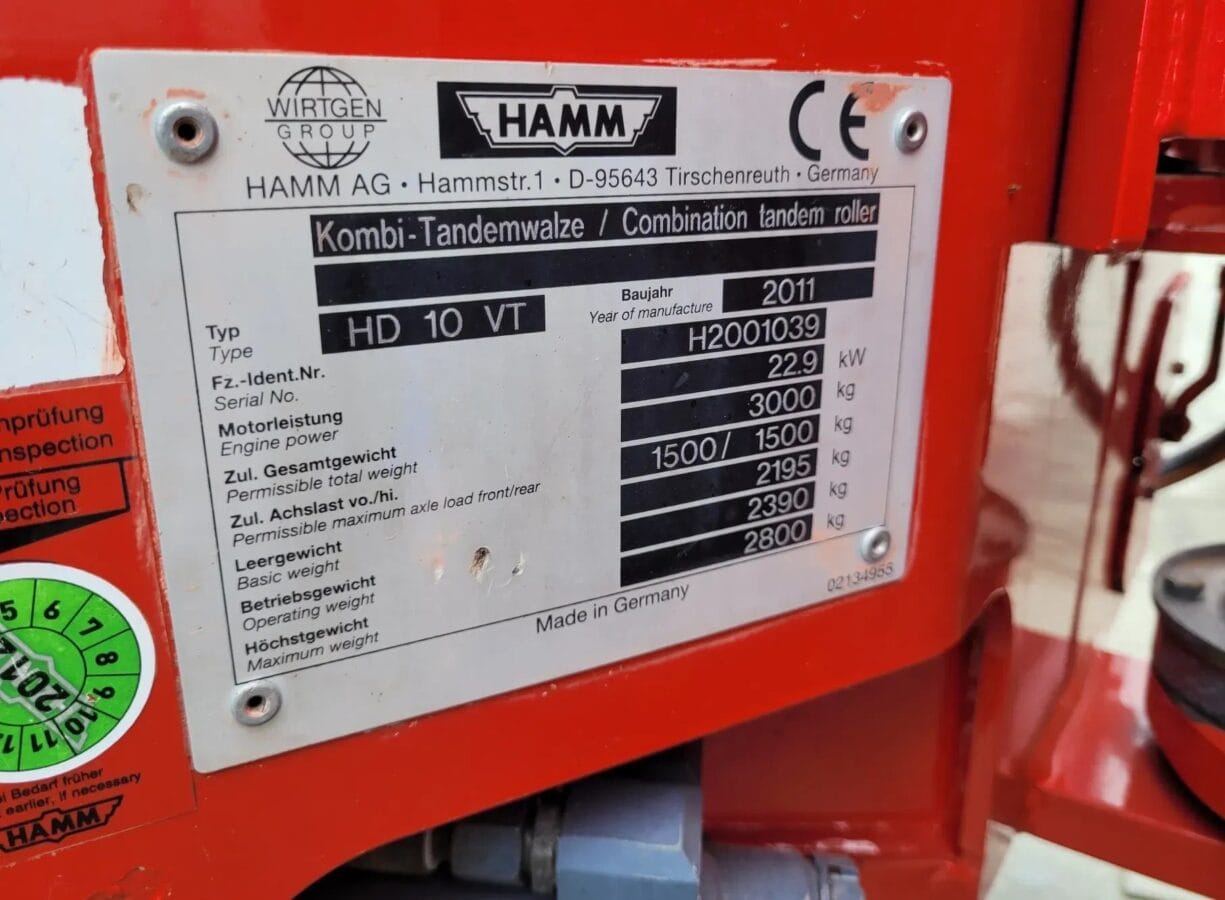 WIRTGEN
GROUP
HAMM
CE
HAMM AG · Hammstr.1 · D-95643 Tirschenreuth · Germany
Kombi-Tandemwalze / Combination tandem roller
Typ
Type
HD 10 VT
Baujahr
Year of manufacture
2011
Fz.-Ident.Nr.
Serial No.
H2001039
Motorleistung
Engine power
22.9 kW
Zul. Gesamtgewicht
Permissible total weight
3000 kg
Zul. Achslast vo./hi.
Permissible maximum axle load front/rear
1500/ 1500 kg
Leergewicht
Basic weight
2195 kg
Betriebsgewicht
Operating weight
2390 kg
Höchstgewicht
Maximum weight
2800 kg
Made in Germany
02134955
nprüfung
nspection
Prüfung
ection
5 6 7 8 9 10 11
2012
i Bedarf früher
earlier, if necessary
HAMM